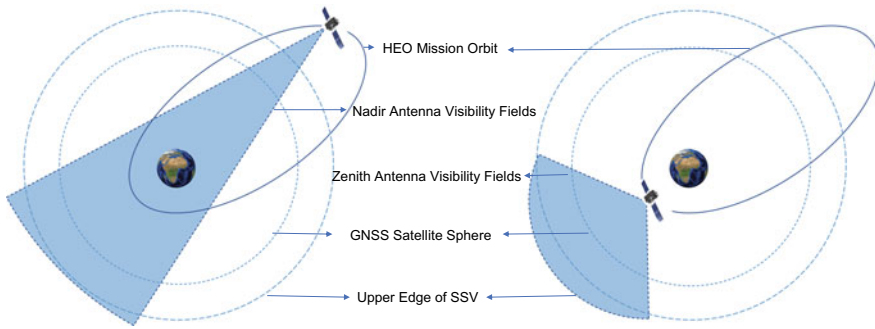 HEO Mission Orbit
Nadir Antenna Visibility Fields
Zenith Antenna Visibility Fields
GNSS Satellite Sphere
Upper Edge of SSV